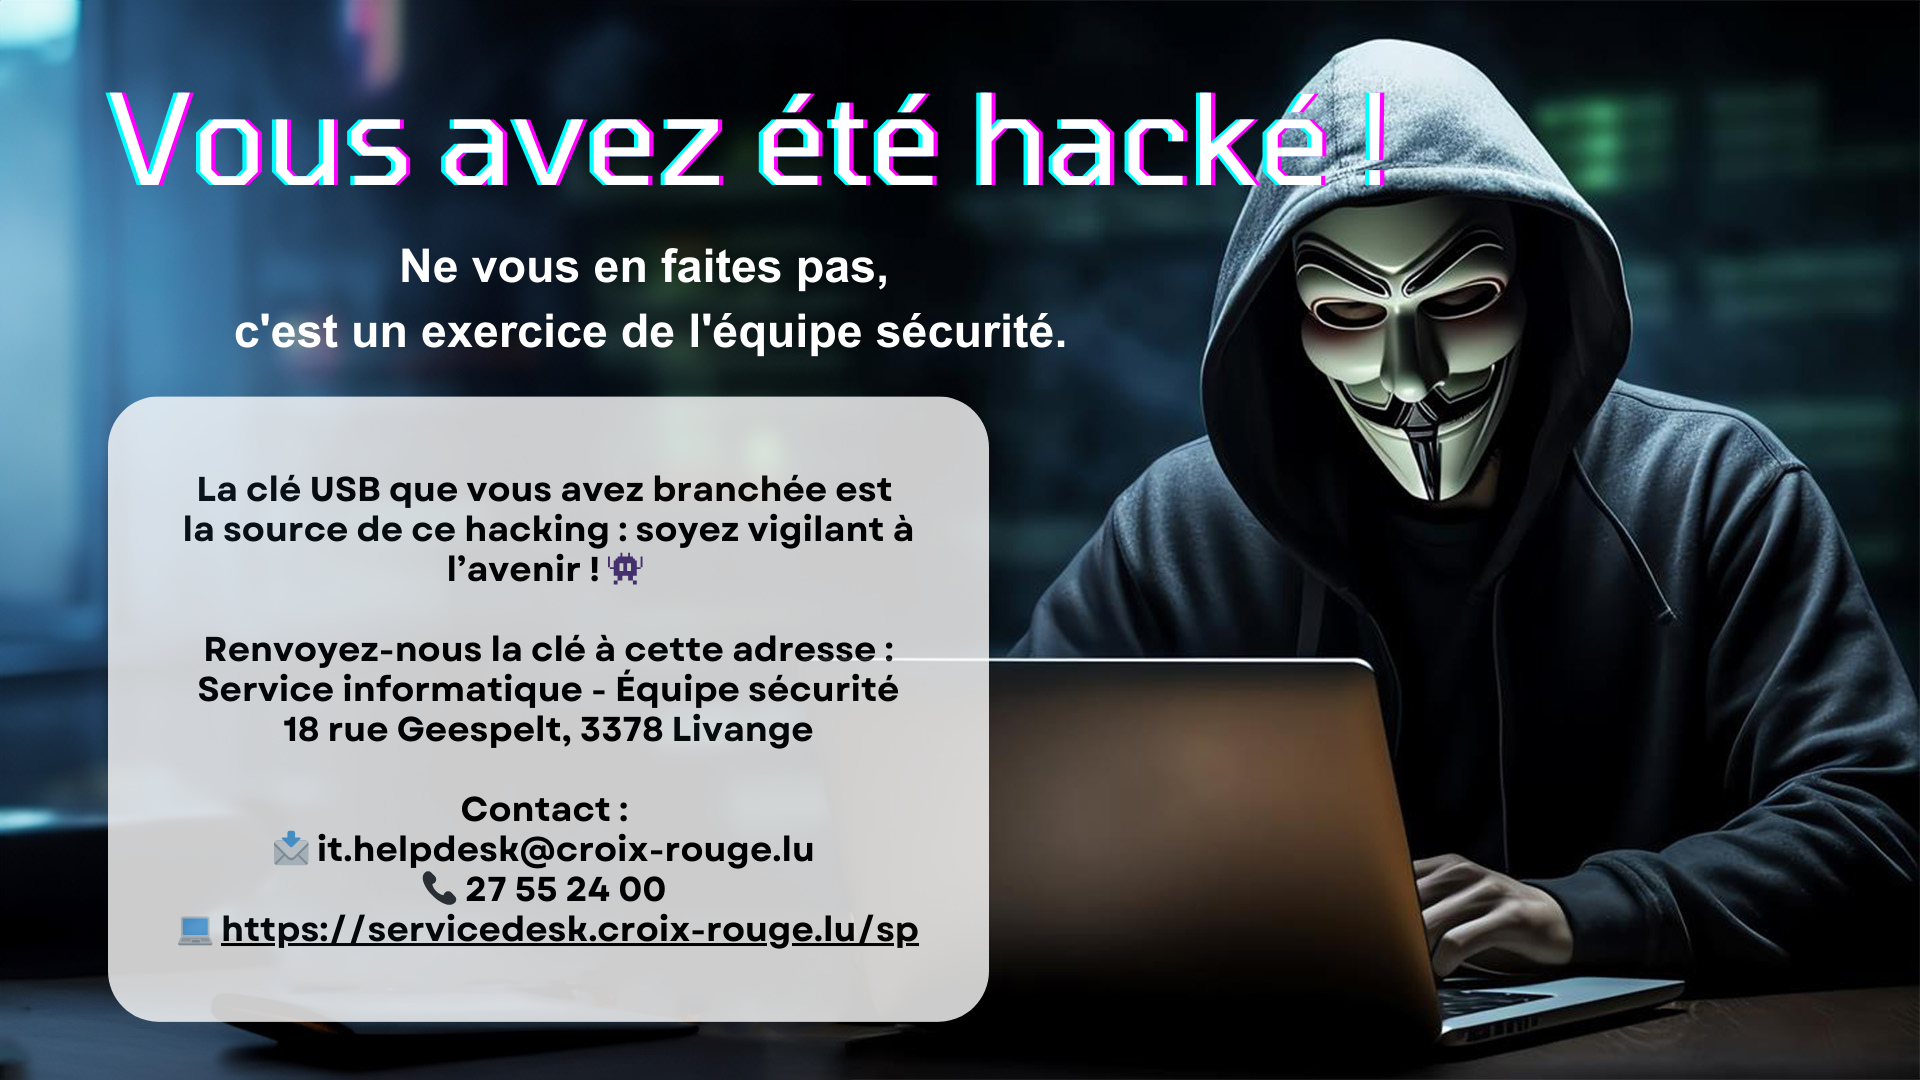 Vous avez été hacké !
Ne vous en faites pas,
c'est un exercice de l'équipe sécurité.
La clé USB que vous avez branchée est
la source de ce hacking : soyez vigilant à
l’avenir ! 👾
Renvoyez-nous la clé à cette adresse :
Service informatique - Équipe sécurité
18 rue Geespelt, 3378 Livange
Contact :
📩 it.helpdesk@croix-rouge.lu
📞 27 55 24 00
💻 https://servicedesk.croix-rouge.lu/sp